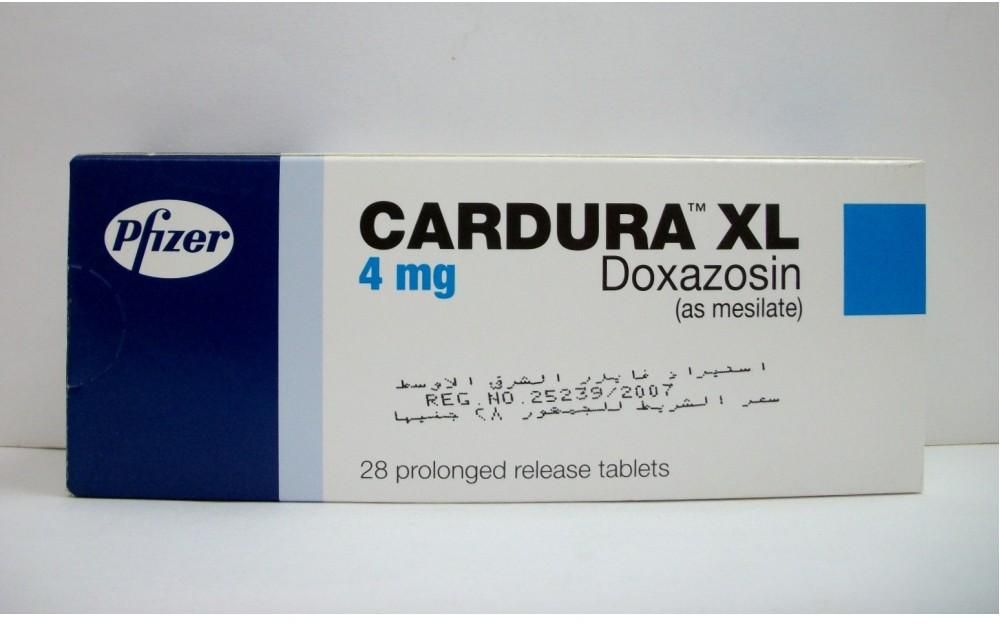 Pfizer
CARDURA™ XL
4 mg Doxazosin
(as mesilate)
استيراد فايزر الشرق الاوسط
REG.NO.25239/2007
سعر الشريط للجمهور ٢٨ جنيها
28 prolonged release tablets